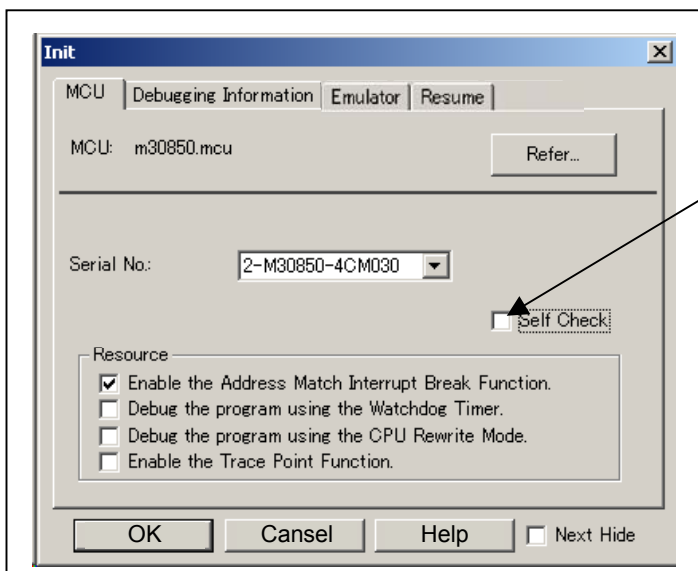 Init
MCU Debugging Information Emulator Resume
MCU: m30850.mcu Refer...
Serial No.: 2-M30850-4CM030
Self Check
Resource
Enable the Address Match Interrupt Break Function.
Debug the program using the Watchdog Timer.
Debug the program using the CPU Rewrite Mode.
Enable the Trace Point Function.
OK Cansel Help Next Hide